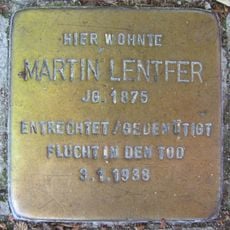 HIER WOHNTE
MARTIN LENTFER
JG. 1875
ENTRECHTET/GEDEMÜTIGT
FLUCHT IN DEN TOD
3.1.1938